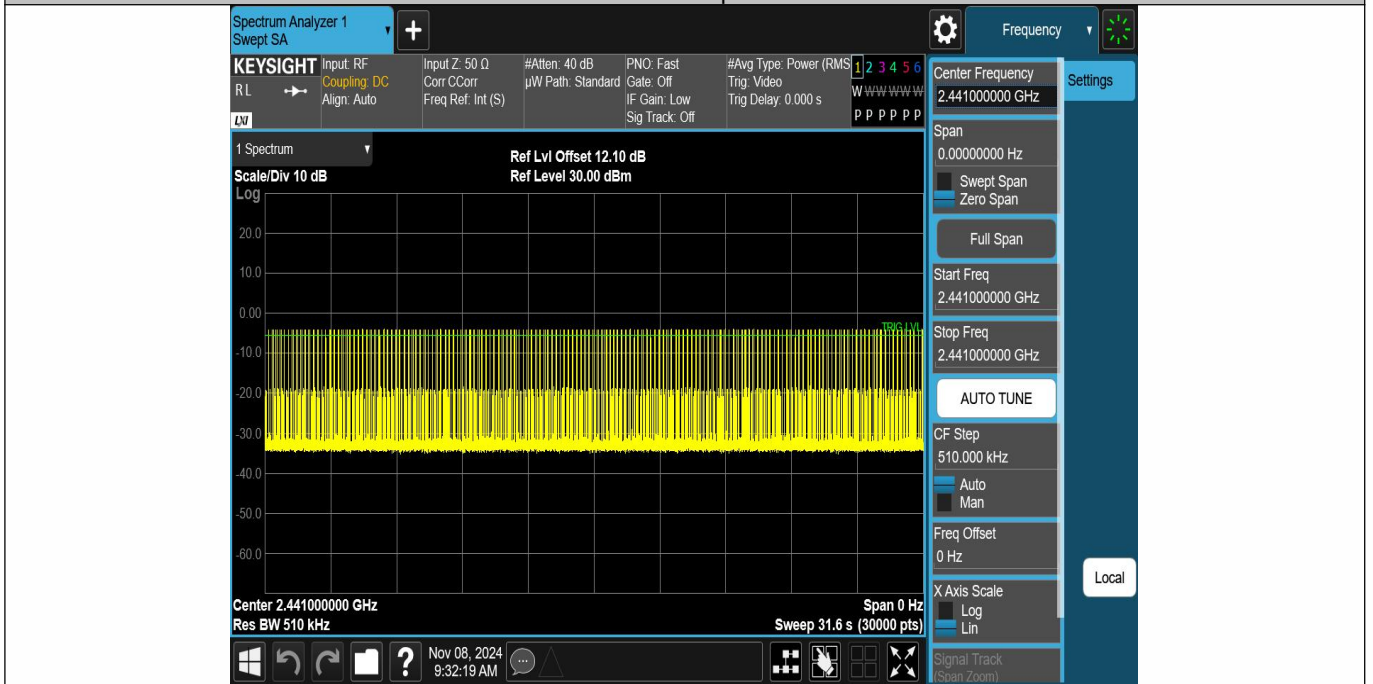 Spectrum Analyzer 1
Swept SA
+
Frequency
KEYSIGHT
RL
LXI
Input: RF
Coupling: DC
Align: Auto
Input Z: 50 Ω
Corr CCorr
Freq Ref: Int (S)
#Atten: 40 dB
µW Path: Standard
PNO: Fast
Gate: Off
IF Gain: Low
Sig Track: Off
#Avg Type: Power (RMS
Trig: Video
Trig Delay: 0.000 s
1 2 3 4 5 6
W W W W W W
P P P P P P
Center Frequency
2.441000000 GHz
Settings
Span
0.00000000 Hz
Swept Span
Zero Span
Full Span
Start Freq
2.441000000 GHz
Stop Freq
2.441000000 GHz
AUTO TUNE
CF Step
510.000 kHz
Auto
Man
Freq Offset
0 Hz
X Axis Scale
Log
Lin
Signal Track
(Span Zoom)
Local
1 Spectrum
Scale/Div 10 dB
Ref Lvl Offset 12.10 dB
Ref Level 30.00 dBm
Log
20.0
10.0
0.00
-10.0
-20.0
-30.0
-40.0
-50.0
-60.0
TRIG LVL
Center 2.441000000 GHz
Span 0 Hz
Res BW 510 kHz
Sweep 31.6 s (30000 pts)
?
Nov 08, 2024
9:32:19 AM